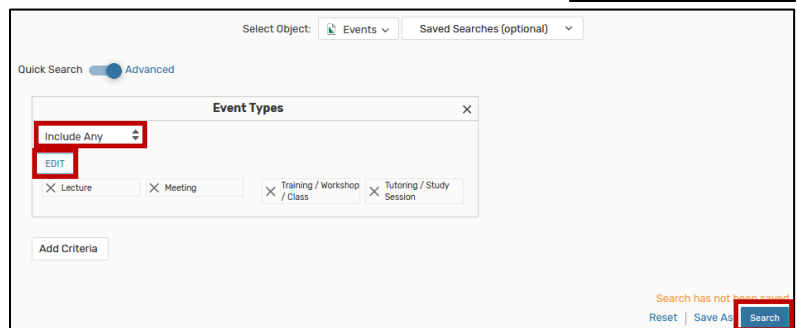 Select Object: Events Saved Searches (optional)
Quick Search Advanced
Event Types
Include Any
EDIT
Lecture Meeting Training / Workshop / Class Tutoring / Study Session
Add Criteria
Search has not been saved
Reset | Save As Search